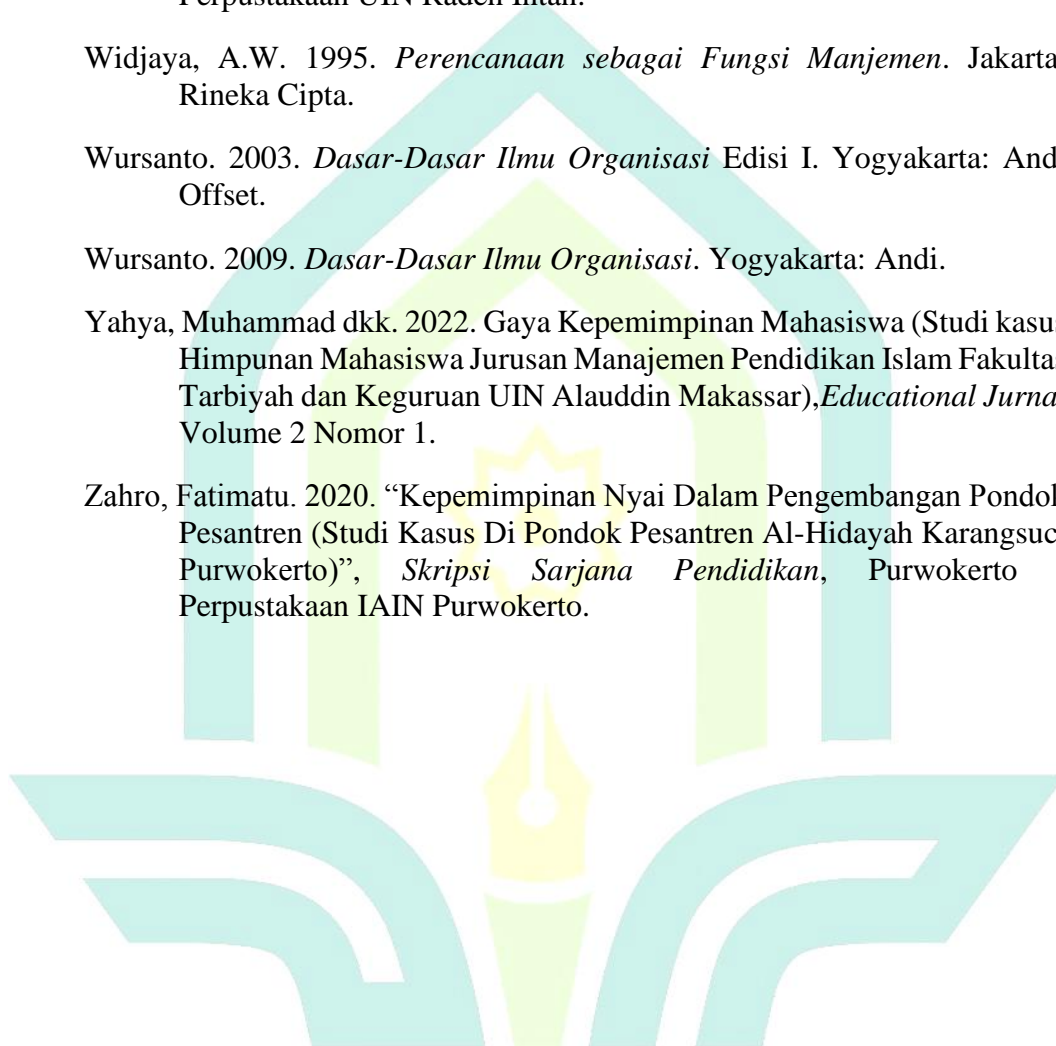 Perpustakaan UIN Raden Intan.
Widjaya, A.W. 1995. Perencanaan sebagai Fungsi Manjemen. Jakarta
Rineka Cipta.
Wursanto. 2003. Dasar-Dasar Ilmu Organisasi Edisi I. Yogyakarta: And
Offset.
Wursanto. 2009. Dasar-Dasar Ilmu Organisasi. Yogyakarta: Andi.
Yahya, Muhammad dkk. 2022. Gaya Kepemimpinan Mahasiswa (Studi kasus
Himpunan Mahasiswa Jurusan Manajemen Pendidikan Islam Fakultas
Tarbiyah dan Keguruan UIN Alauddin Makassar),Educational Jurna
Volume 2 Nomor 1.
Zahro, Fatimatu. 2020. “Kepemimpinan Nyai Dalam Pengembangan Pondok
Pesantren (Studi Kasus Di Pondok Pesantren Al-Hidayah Karangsuc
Purwokerto)”, Skripsi Sarjana Pendidikan, Purwokerto
Perpustakaan IAIN Purwokerto.